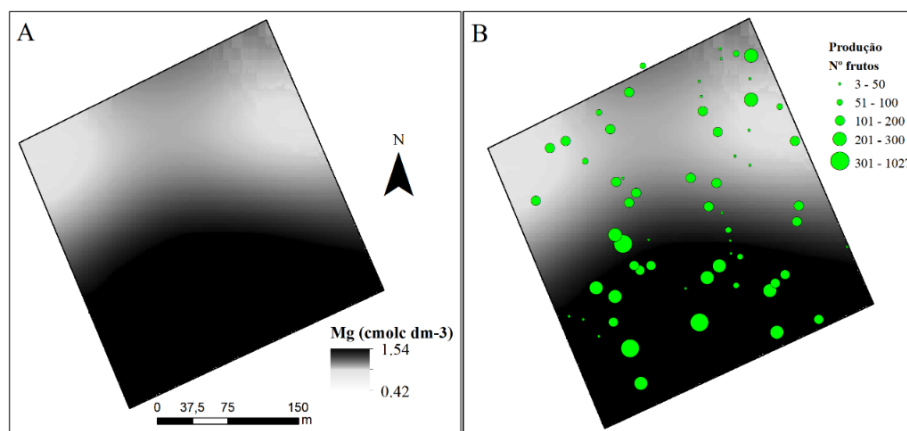 A
N
Mg (cmolc dm-3)
1.54
0.42
0 37,5 75 150
m
B
Produção
Nº frutos
3 - 50
51 - 100
101 - 200
201 - 300
301 - 1027